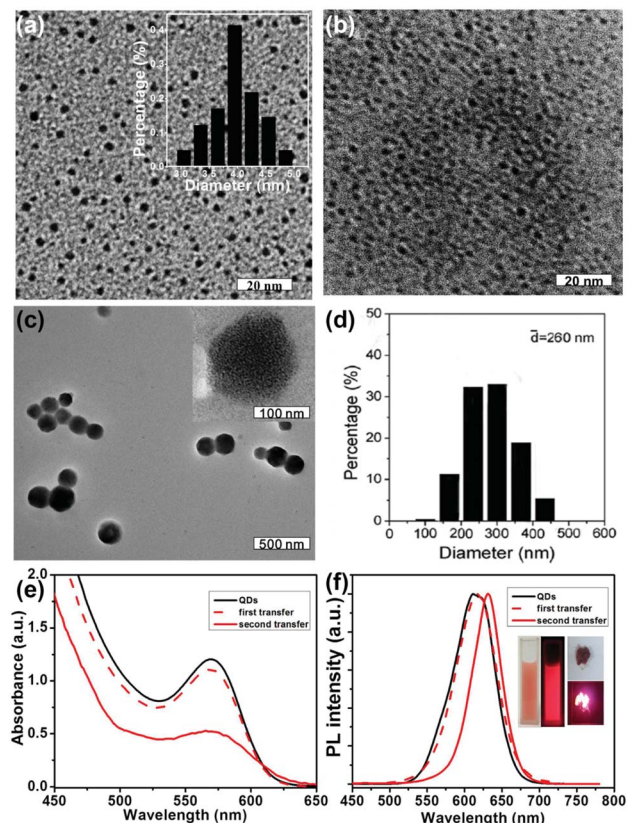 (a)
Percentage (%)
0.4
0.2
0.0
3.0 3.5 4.0 4.5 5.0
Diameter (nm)
20 nm
(b)
20 nm
(c)
100 nm
500 nm
(d)
d̄=260 nm
Percentage (%)
50
40
30
20
10
0
0 100 200 300 400 500 600
Diameter (nm)
(e)
QDs
first transfer
second transfer
Absorbance (a.u.)
2.0
1.5
1.0
0.5
0.0
450 500 550 600 650
Wavelength (nm)
(f)
QDs
first transfer
second transfer
PL intensity (a.u.)
450 500 550 600 650 700 750 800
Wavelength (nm)